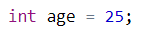 int age = 25;